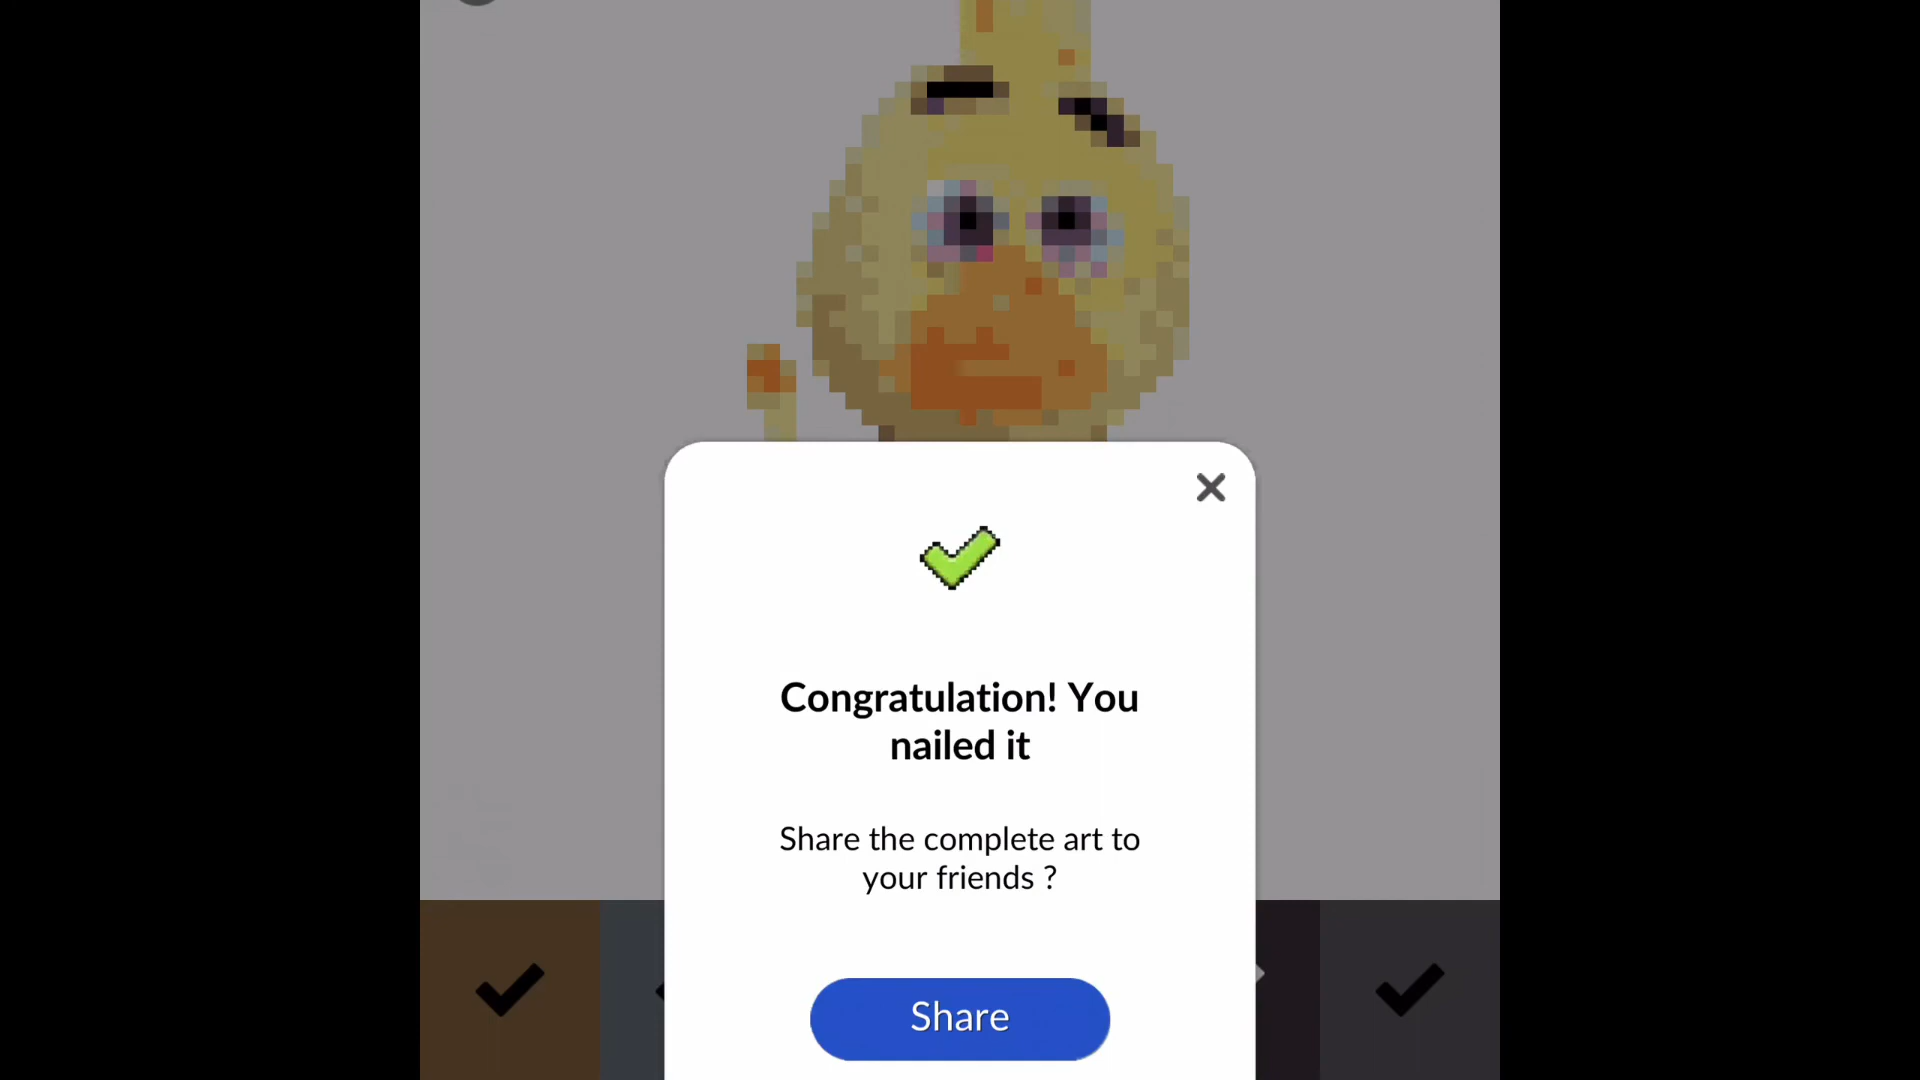 Congratulation! You
nailed it
Share the complete art to
your friends ?
Share